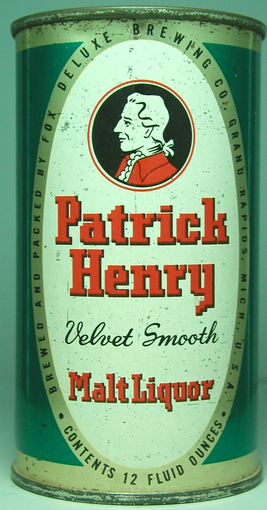 BREWED AND PACKED BY FOX DELUXE BREWING CO., GRAND RAPIDS, MICH., U.S.A.
Patrick
Henry
Velvet Smooth
Malt Liquor
• CONTENTS 12 FLUID OUNCES •